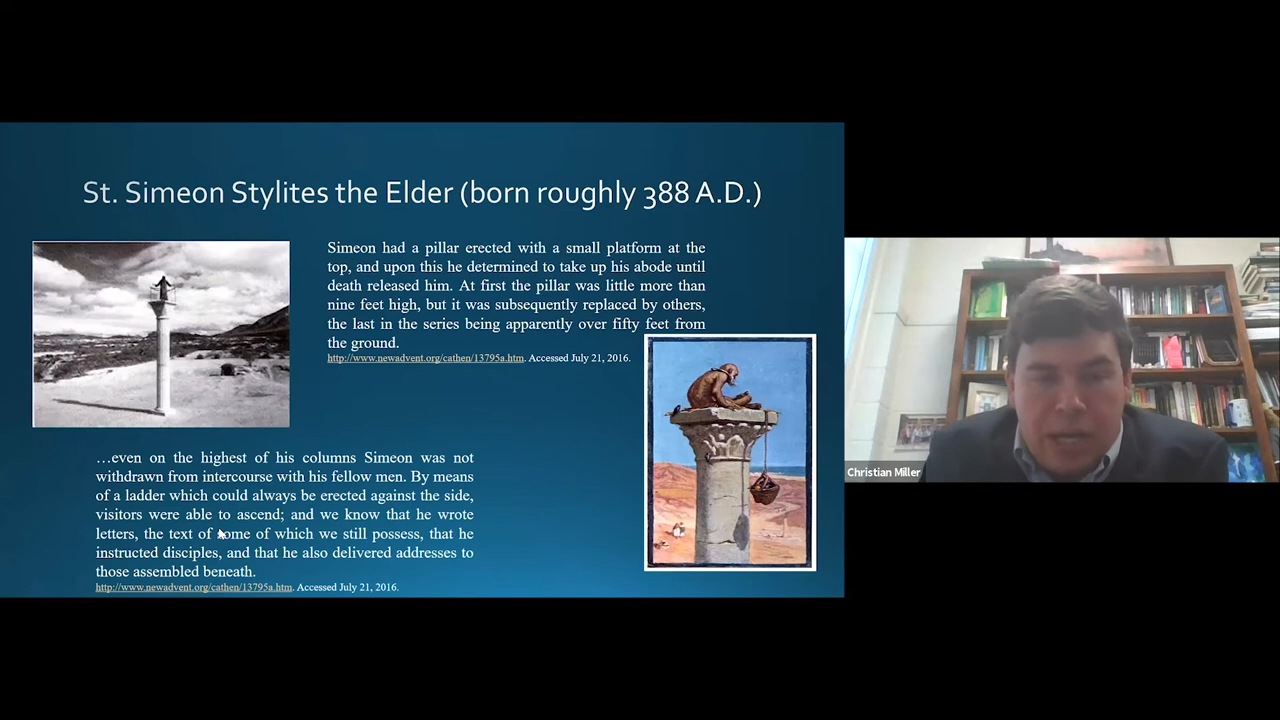 St. Simeon Stylites the Elder (born roughly 388 A.D.)
Simeon had a pillar erected with a small platform at the
top, and upon this he determined to take up his abode until
death released him. At first the pillar was little more than
nine feet high, but it was subsequently replaced by others,
the last in the series being apparently over fifty feet from
the ground.
http://www.newadvent.org/cathen/13795a.htm. Accessed July 21, 2016.
…even on the highest of his columns Simeon was not
withdrawn from intercourse with his fellow men. By means
of a ladder which could always be erected against the side,
visitors were able to ascend; and we know that he wrote
letters, the text of some of which we still possess, that he
instructed disciples, and that he also delivered addresses to
those assembled beneath.
http://www.newadvent.org/cathen/13795a.htm. Accessed July 21, 2016.
Christian Miller